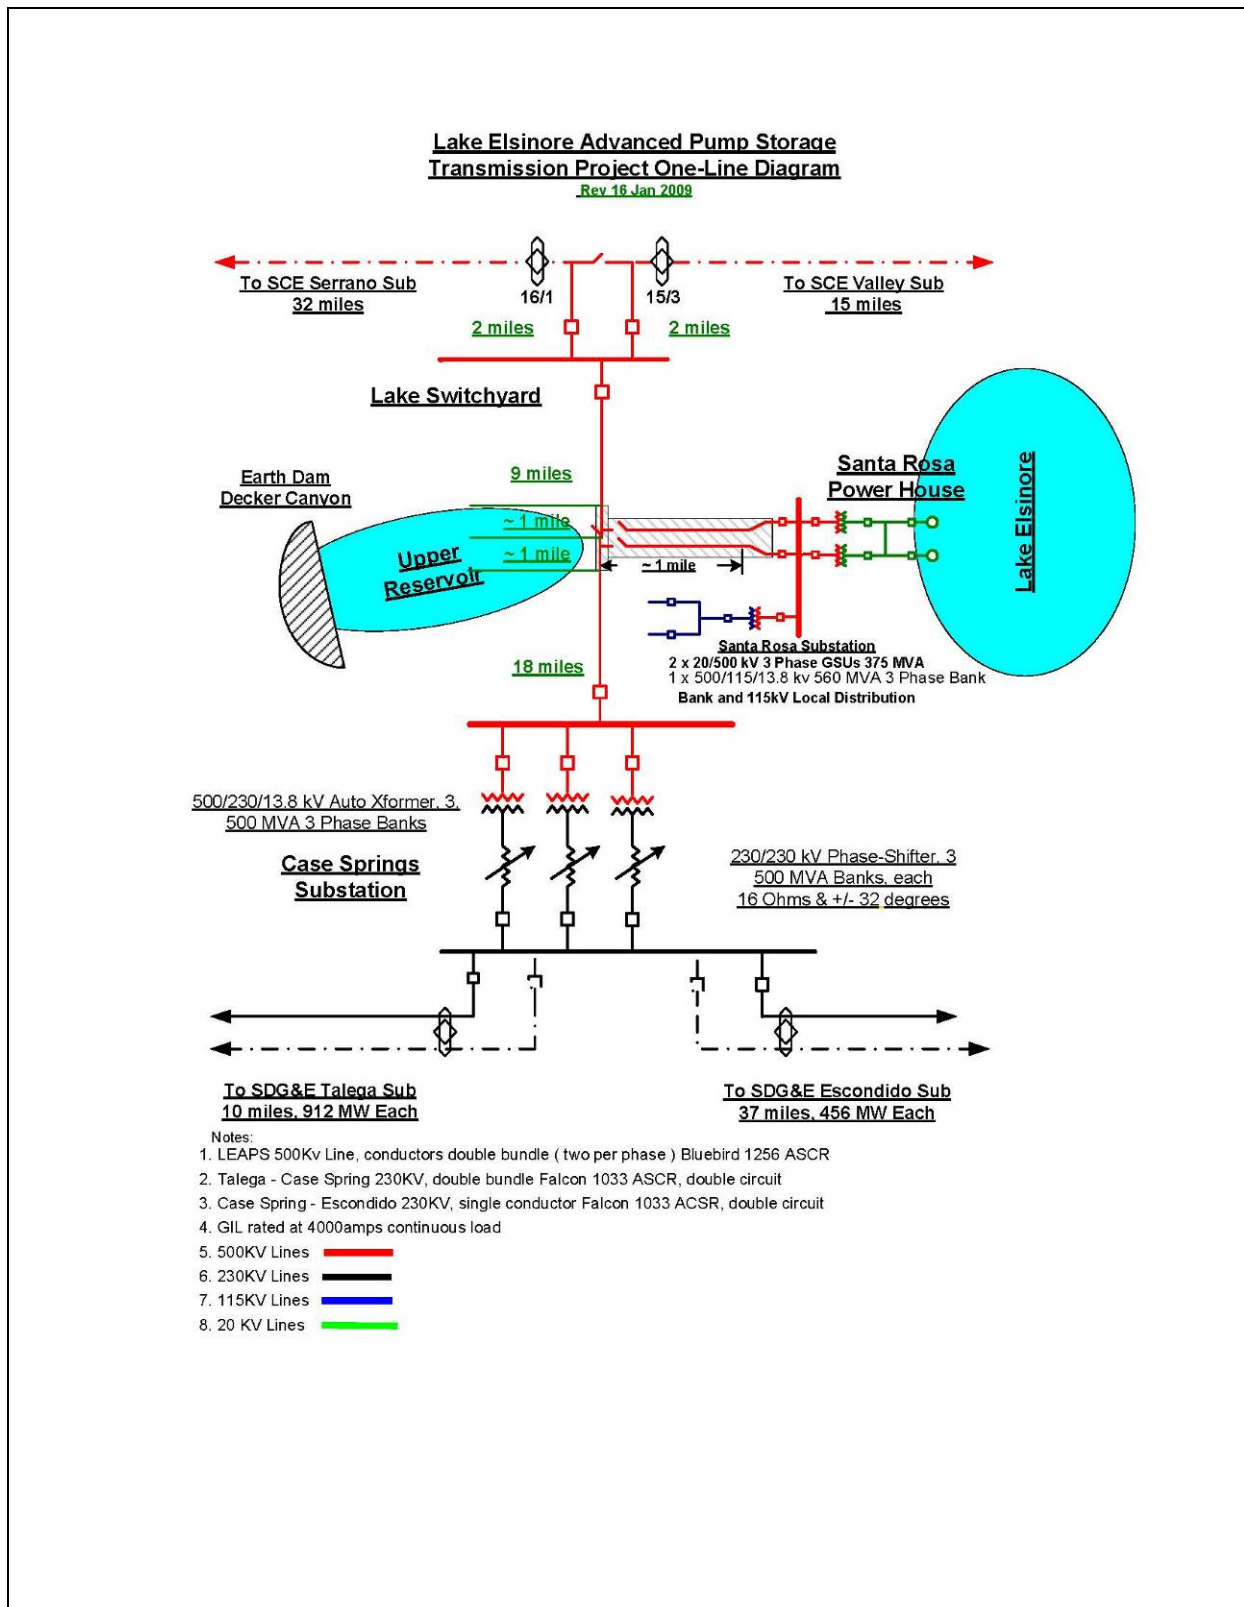 Lake Elsinore Advanced Pump Storage
Transmission Project One-Line Diagram
Rev 16 Jan 2009
To SCE Serrano Sub
32 miles
16/1
15/3
To SCE Valley Sub
15 miles
2 miles
2 miles
Lake Switchyard
Earth Dam
Decker Canyon
9 miles
~ 1 mile
~ 1 mile
Upper
Reservoir
~ 1 mile
Santa Rosa
Power House
Lake Elsinore
Santa Rosa Substation
2 x 20/500 kV 3 Phase GSUs 375 MVA
1 x 500/115/13.8 kv 560 MVA 3 Phase Bank
Bank and 115kV Local Distribution
18 miles
500/230/13.8 kV Auto Xformer, 3,
500 MVA 3 Phase Banks
Case Springs
Substation
230/230 kV Phase-Shifter, 3
500 MVA Banks, each
16 Ohms & +/- 32 degrees
To SDG&E Talega Sub
10 miles, 912 MW Each
To SDG&E Escondido Sub
37 miles, 456 MW Each
Notes:
1. LEAPS 500Kv Line, conductors double bundle ( two per phase ) Bluebird 1256 ASCR
2. Talega - Case Spring 230KV, double bundle Falcon 1033 ASCR, double circuit
3. Case Spring - Escondido 230KV, single conductor Falcon 1033 ACSR, double circuit
4. GIL rated at 4000amps continuous load
5. 500KV Lines
6. 230KV Lines
7. 115KV Lines
8. 20 KV Lines